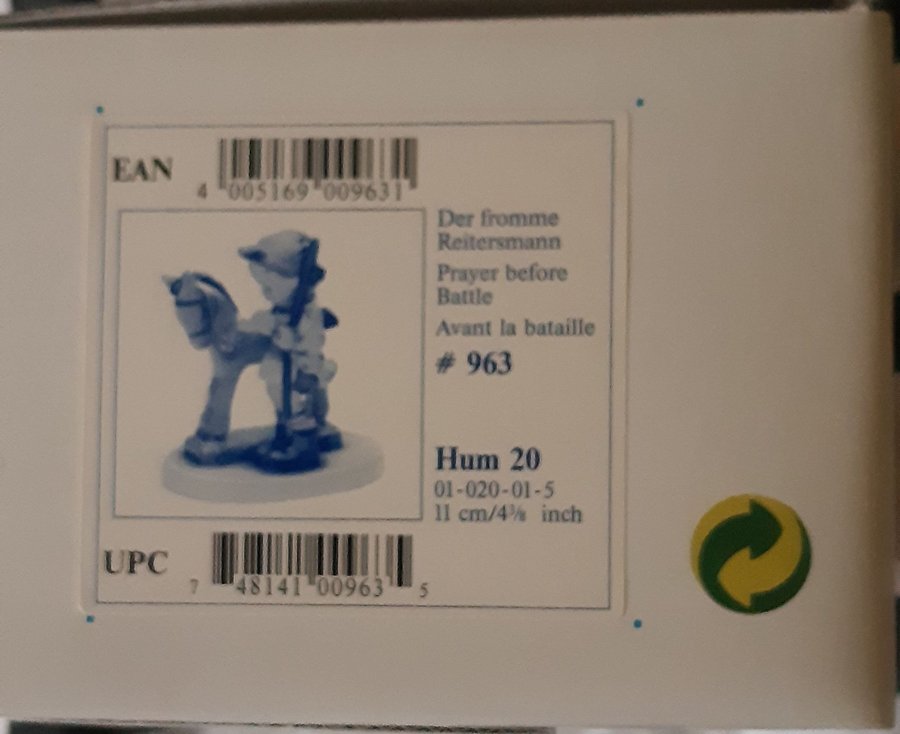 EAN
4 005169 009631
Der fromme
Reitersmann
Prayer before
Battle
Avant la bataille
# 963
Hum 20
01-020-01-5
11 cm/4⅜ inch
UPC
7 48141 00963 5